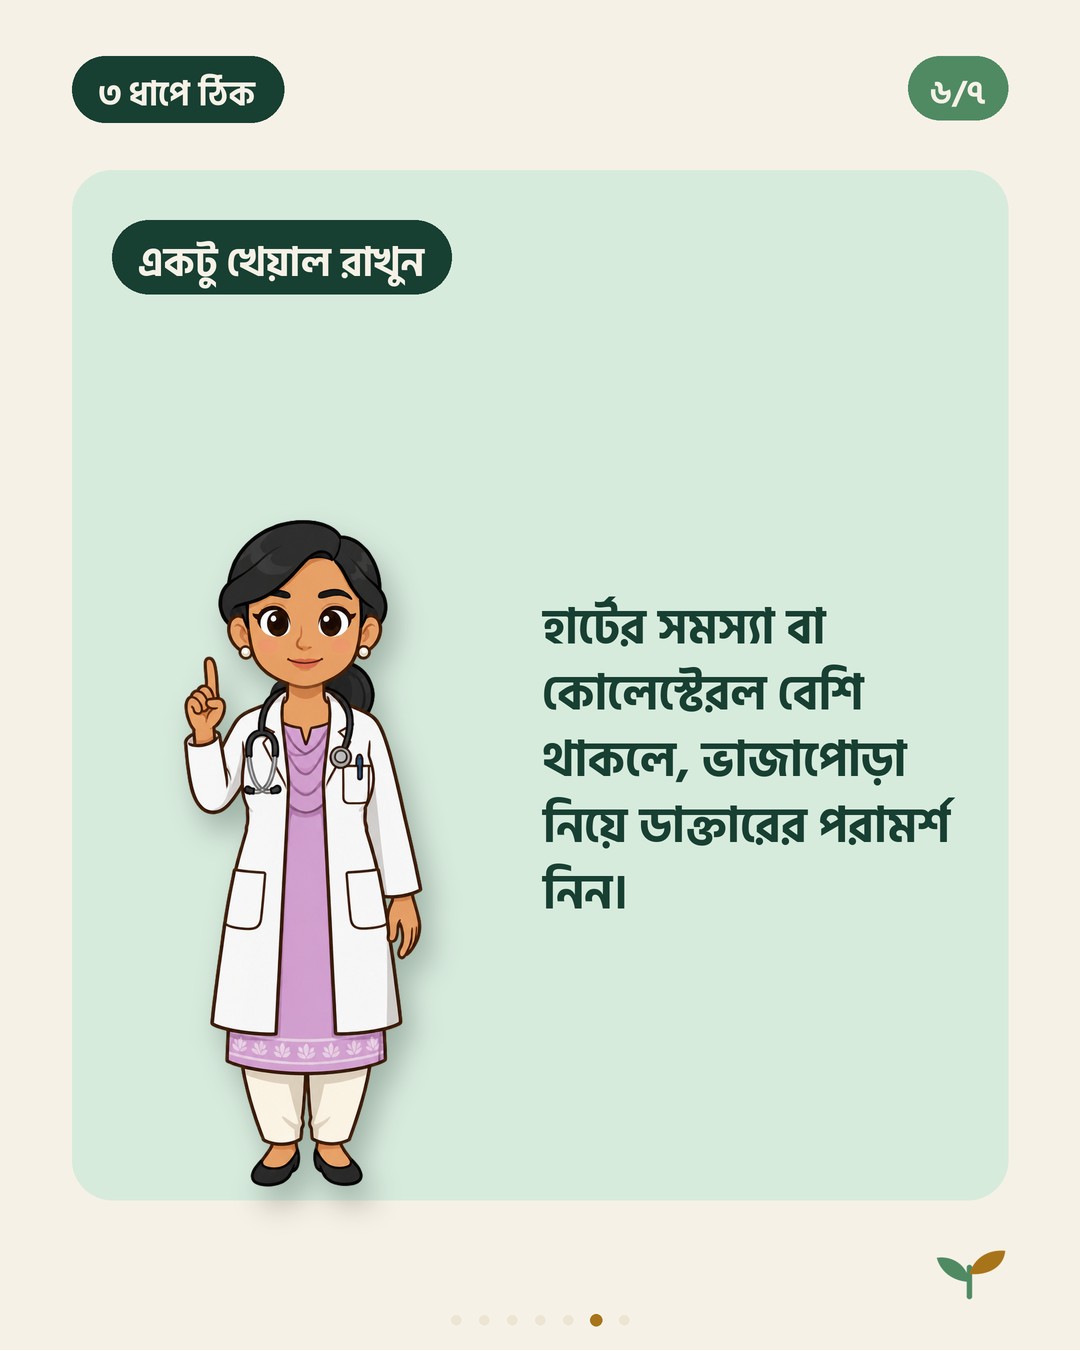 ৩ ধাপে ঠিক
৬/৭
একটু খেয়াল রাখুন
হার্টের সমস্যা বা
কোলেস্টেরল বেশি
থাকলে, ভাজাপোড়া
নিয়ে ডাক্তারের পরামর্শ
নিন।